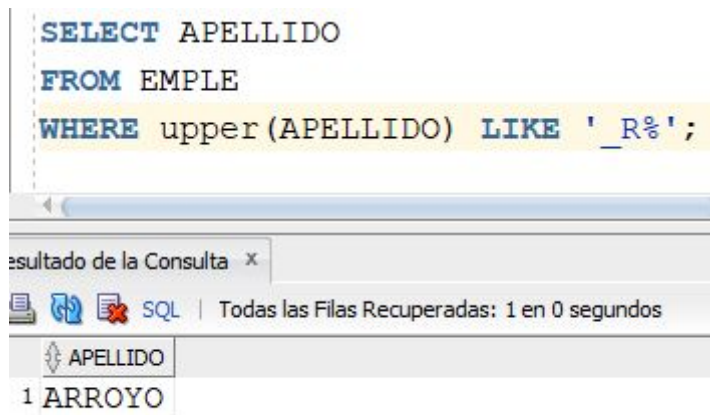 SELECT APELLIDO
FROM EMPLE
WHERE upper(APELLIDO) LIKE '_R%';
esultado de la Consulta x
SQL | Todas las Filas Recuperadas: 1 en 0 segundos
APELLIDO
1 ARROYO